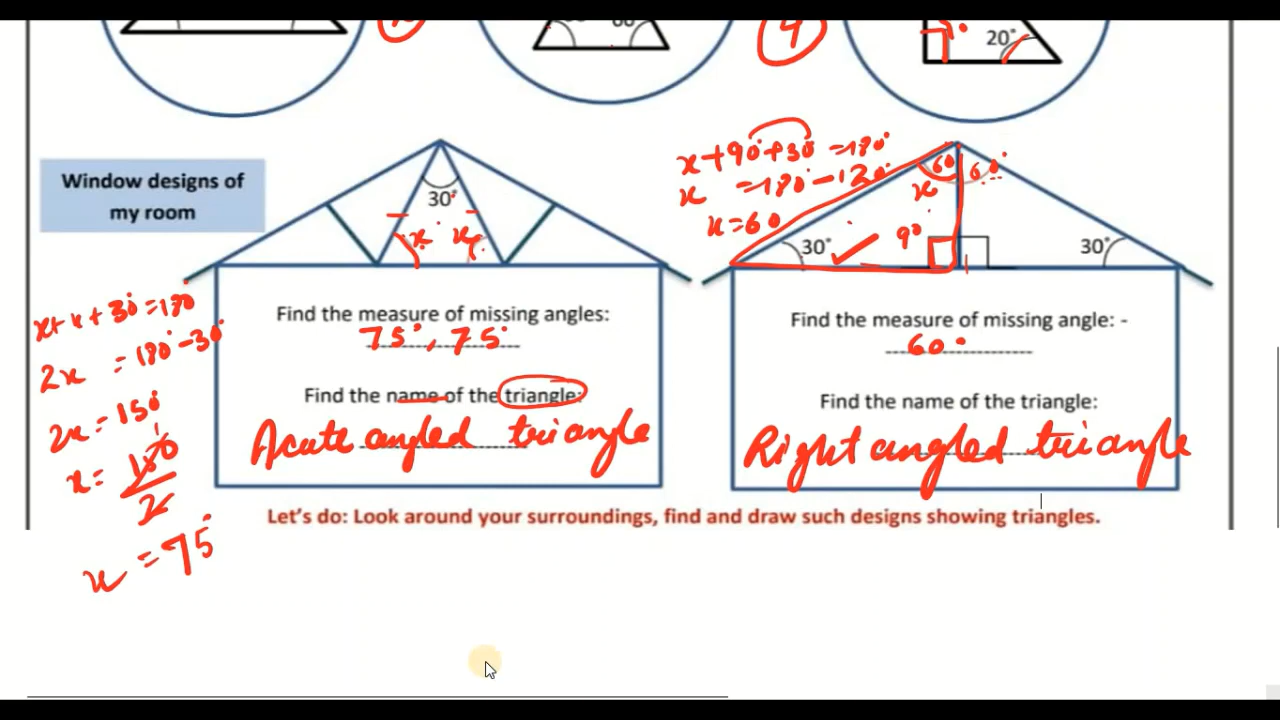 20°
4
Window designs of
my room
30°
x° x
x+x+30°=180
2x =180°-30°
2x=150°
x=150/2
x=75°
Find the measure of missing angles:
75°, 75°
Find the name of the triangle:
Acute angled triangle
x+90°+30°=180°
x =180°-120°
x=60
60 60°
x
30° 90 30°
Find the measure of missing angle: -
60°
Find the name of the triangle:
Right angled triangle
Let's do: Look around your surroundings, find and draw such designs showing triangles.